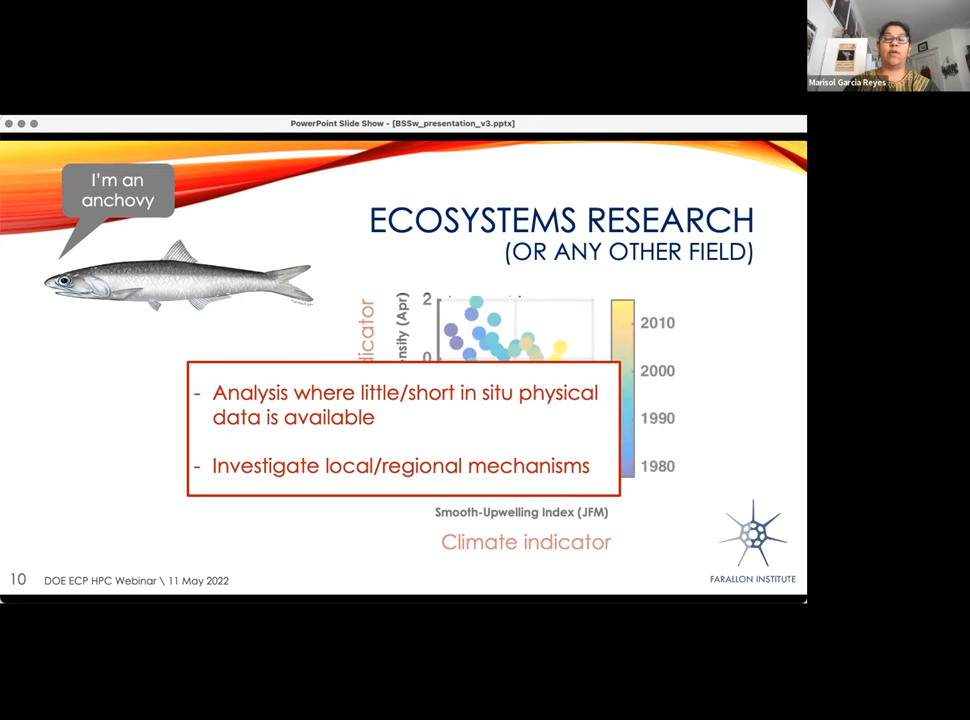 Marisol Garcia Reyes
PowerPoint Slide Show - [BSSw_presentation_v3.pptx]
I'm an
anchovy
ECOSYSTEMS RESEARCH
(OR ANY OTHER FIELD)
2
0
2010
2000
1990
1980
- Analysis where little/short in situ physical
data is available
- Investigate local/regional mechanisms
Smooth-Upwelling Index (JFM)
Climate indicator
10 DOE ECP HPC Webinar \ 11 May 2022
FARALLON INSTITUTE